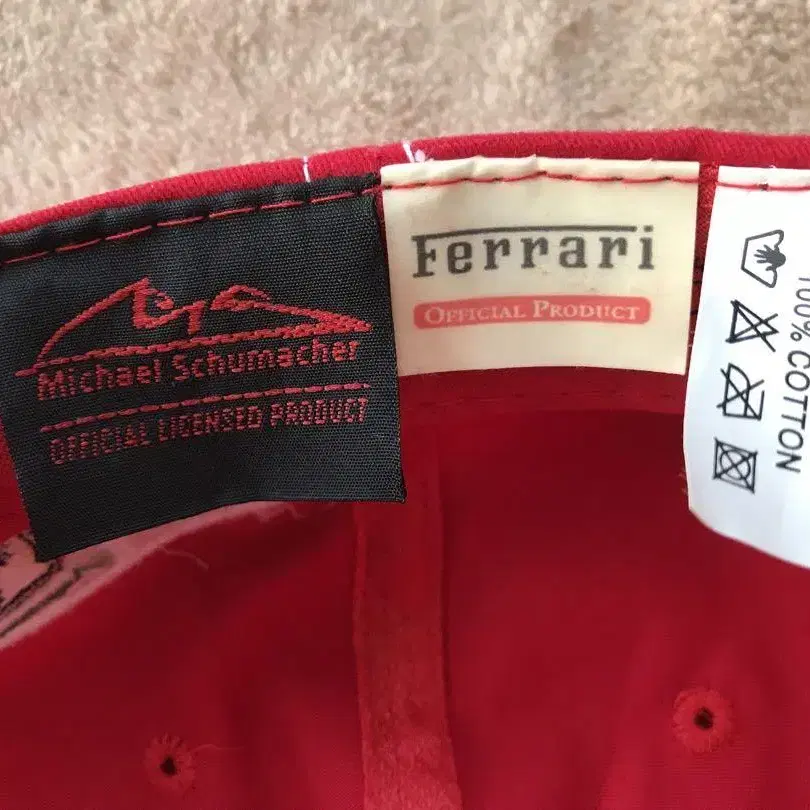 Michael Schumacher
OFFICIAL LICENSED PRODUCT
Ferrari
OFFICIAL PRODUCT
100% COTTON